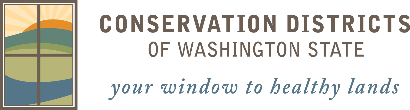 CONSERVATION DISTRICTS
OF WASHINGTON STATE
your window to healthy lands